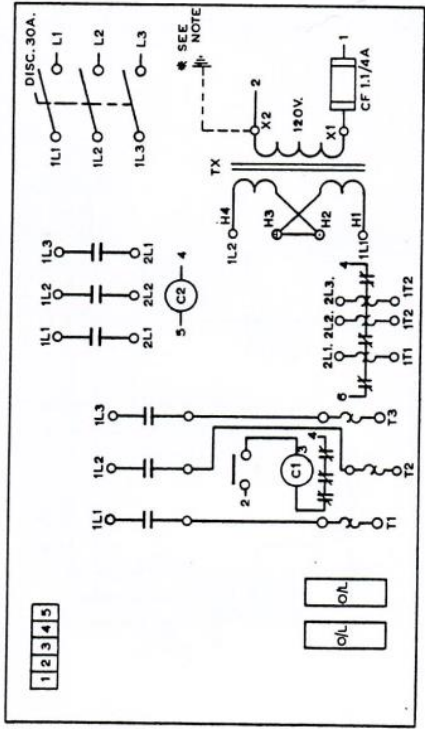 1 2 3 4 5
1L1 1L2 1L3
1L1 1L2 1L3
DISC. 30A.
1L1 L1
1L2 L2
1L3 L3
2L1 2L2 2L1
5 C2 4
2
C1
3
4
T1 T2 T3
O/L O/L
6 2L1. 2L2. 2L3. 4
1T1 1T2 1T2
1L2 1L1
H4 H3 H2 H1
TX
120V.
X2 X1
2
* SEE
NOTE
1
CF 1.1/4A